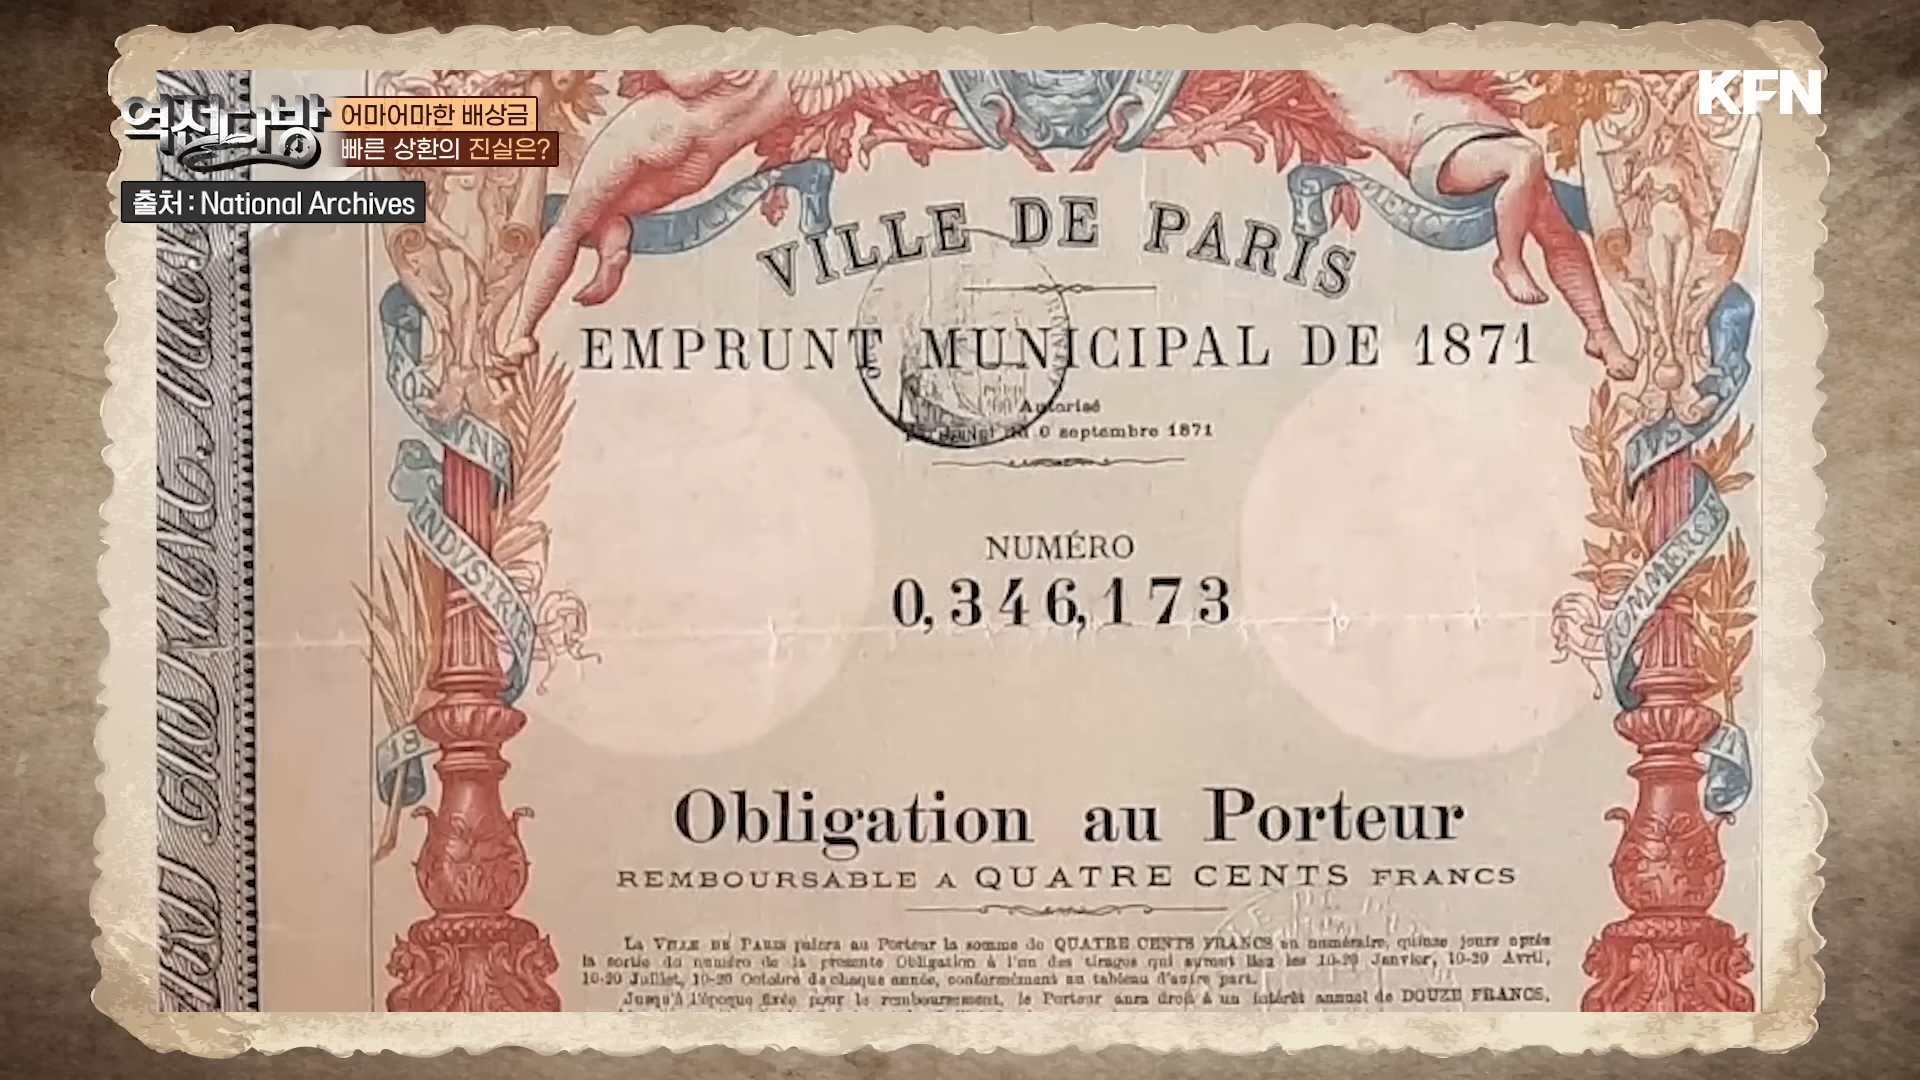 역전다방
어마어마한 배상금
빠른 상환의 진실은?
출처 : National Archives
KFN
VILLE DE PARIS
EMPRUNT MUNICIPAL DE 1871
Autorisé
septembre 1871
NUMÉRO
0,346,173
INDVSTRIE
COMMERCE
18
Obligation au Porteur
REMBOURSABLE A QUATRE CENTS FRANCS
La VILLE DE PARIS paiera au Porteur la somme de QUATRE CENTS FRANCS en numéraire, quinze jours après
la sortie du numéro de la présente Obligation à l'un des tirages qui auront lieu les 10-20 Janvier, 10-20 Avril,
10-20 Juillet, 10-20 Octobre de chaque année, conformément au tableau d'autre part.
Jusqu'à l'époque fixée pour le remboursement, le Porteur aura droit à un intérêt annuel de DOUZE FRANCS,